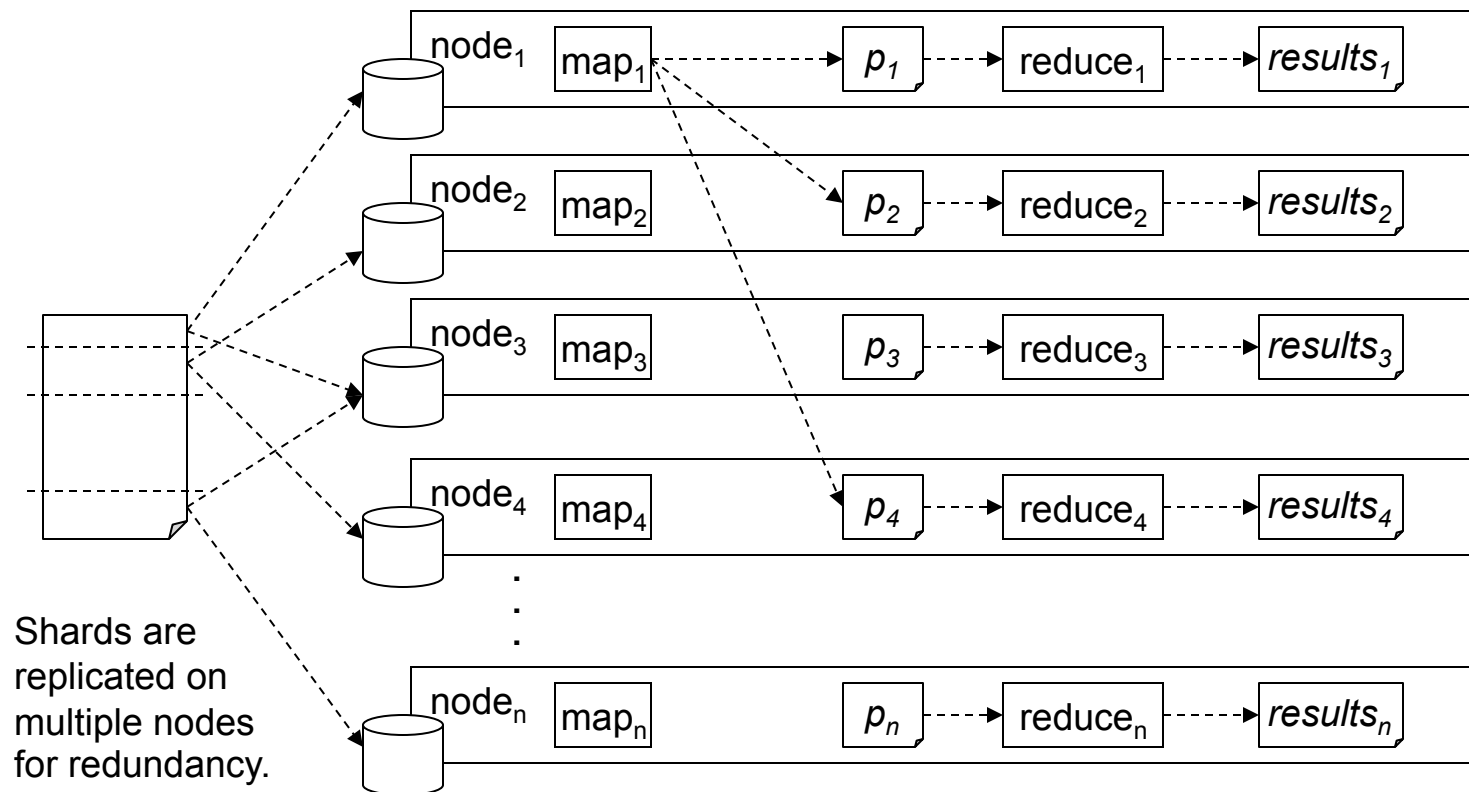 node₁ map₁ p₁ reduce₁ results₁
node₂ map₂ p₂ reduce₂ results₂
node₃ map₃ p₃ reduce₃ results₃
node₄ map₄ p₄ reduce₄ results₄
.
.
.
nodeₙ mapₙ pₙ reduceₙ resultsₙ
Shards are
replicated on
multiple nodes
for redundancy.